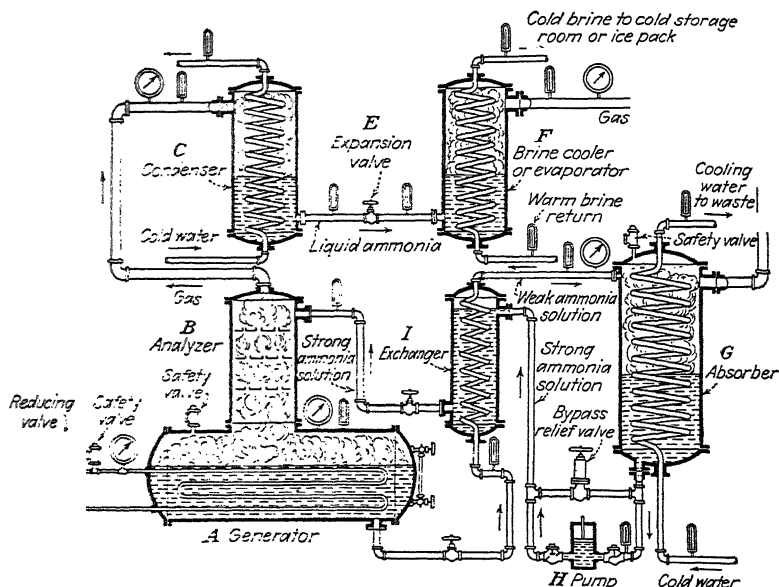 Cold brine to cold storage
room or ice pack
Gas
C
Condenser
E
Expansion
valve
F
Brine cooler
or evaporator
Cooling
water
to waste
Warm brine
return
Cold water
Liquid ammonia
Safety valve
Gas
Weak ammonia
solution
B
Analyzer
Strong
ammonia
solution
I
Exchanger
Strong
ammonia
solution
G
Absorber
Safety
valve
Reducing
valve
Safety
valve
Bypass
relief valve
A Generator
H Pump
Cold water